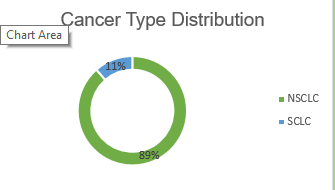 Cancer Type Distribution
Chart Area
11%
NSCLC
SCLC
89%